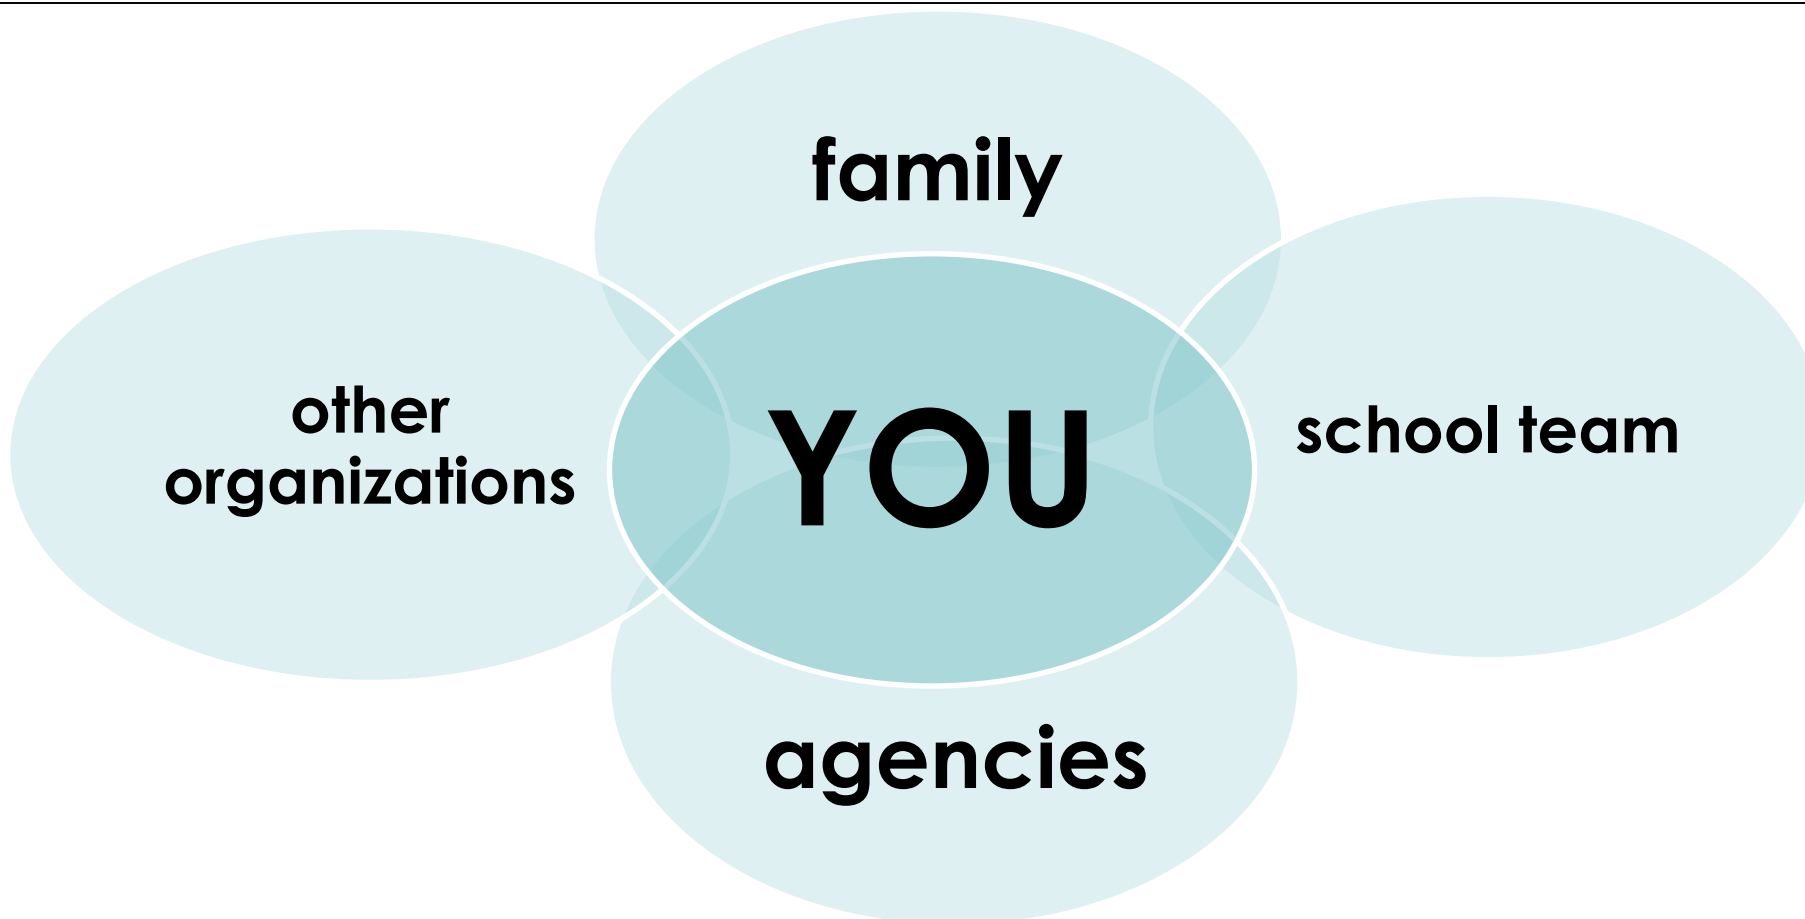 family
other
organizations
YOU
school team
agencies